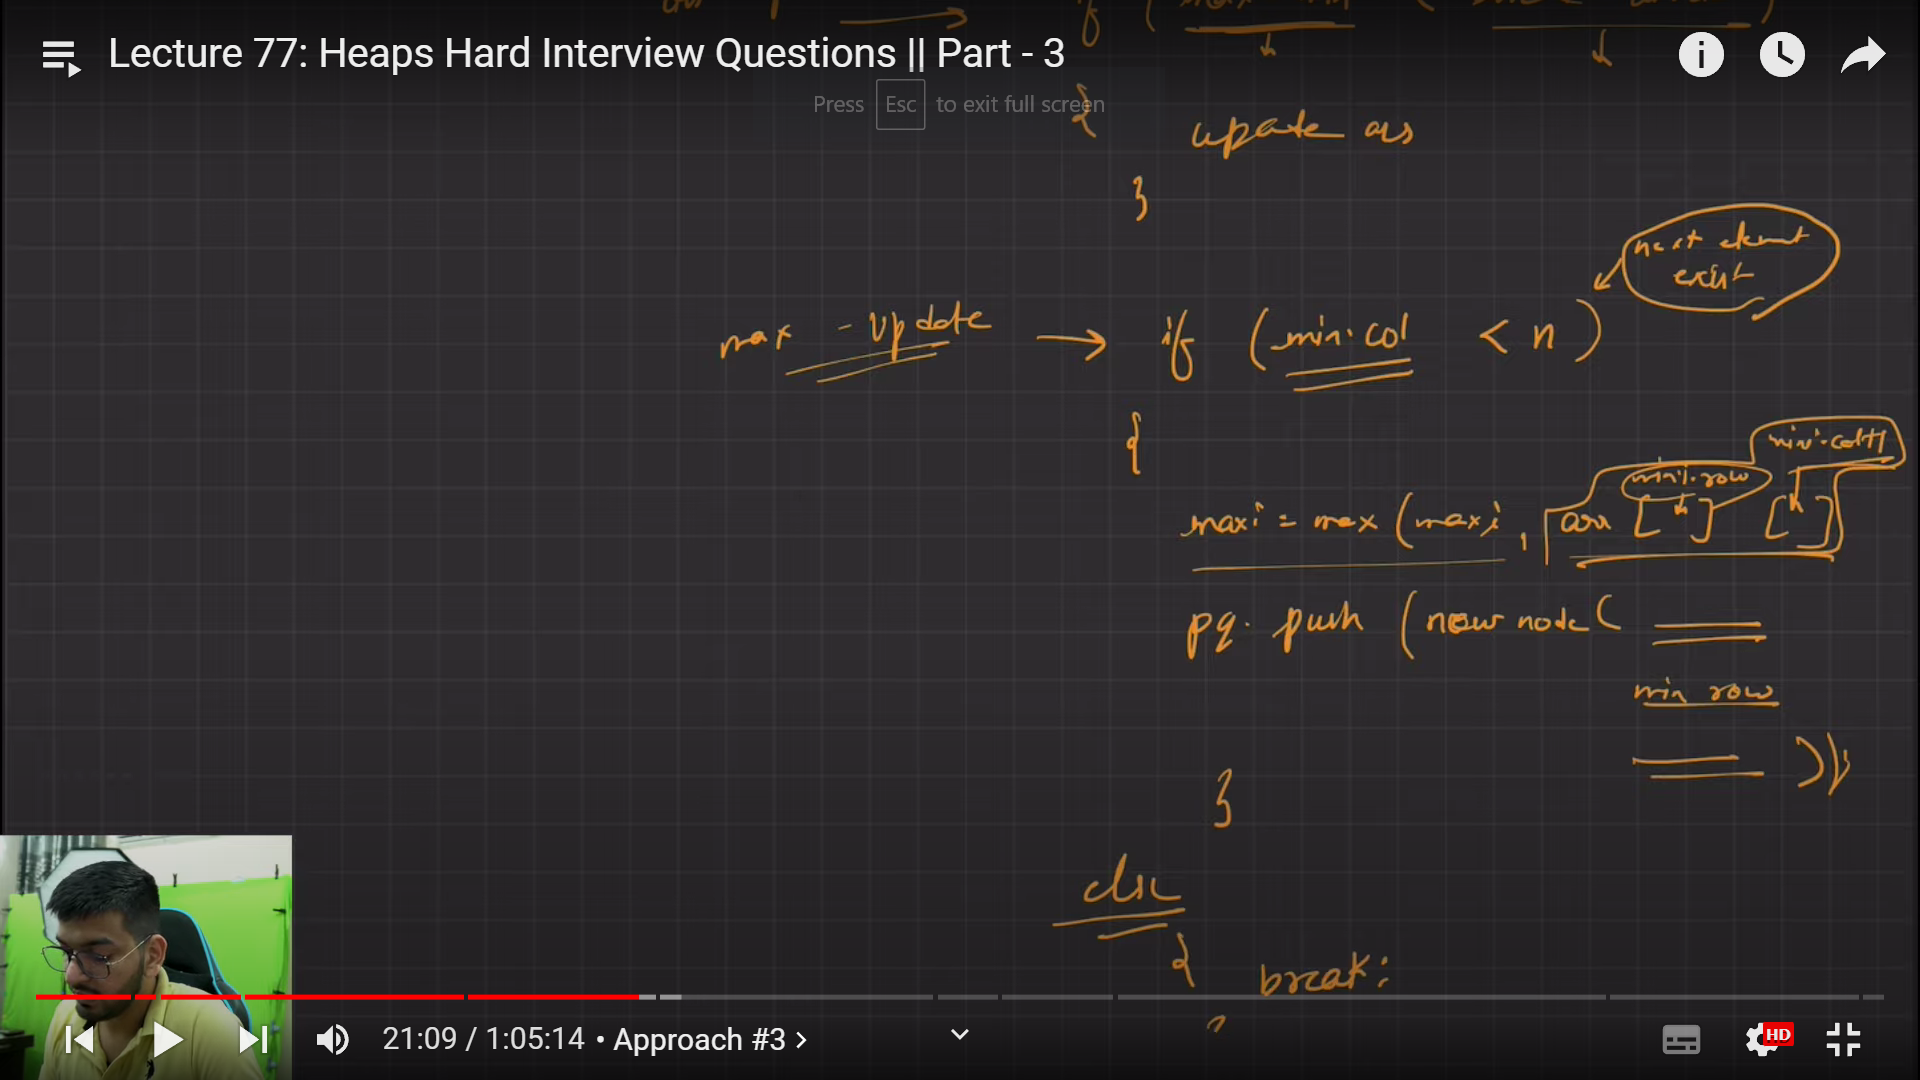 Lecture 77: Heaps Hard Interview Questions || Part - 3
Press Esc to exit full screen
if (
{
update ans
}
next element
exist
max - update → if (mini.col < n)
{
mini.col+1
mini.row
maxi = max (maxi, arr [ ] [ ]
pq. push (new node (
min row
))
}
else
{ break;
21:09 / 1:05:14 • Approach #3 >
HD